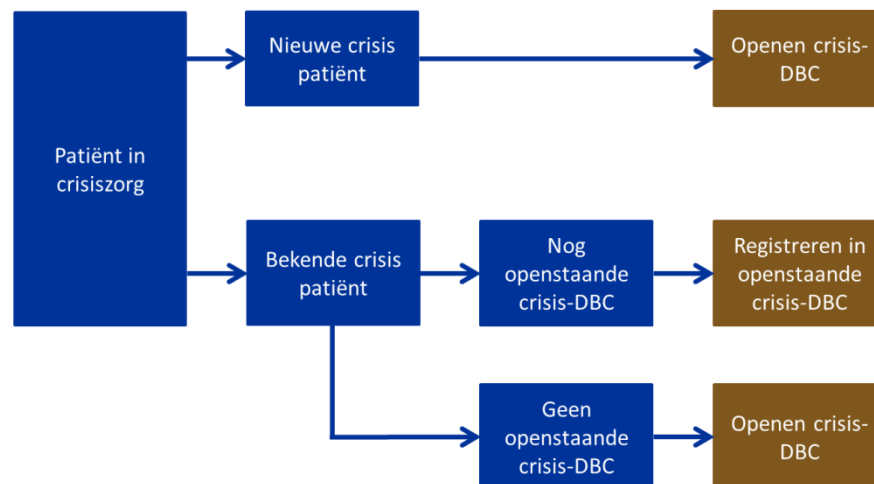 Nieuwe crisis
patiënt
Openen crisis-
DBC
Patiënt in
crisiszorg
Bekende crisis
patiënt
Nog
openstaande
crisis-DBC
Registreren in
openstaande
crisis-DBC
Geen
openstaande
crisis-DBC
Openen crisis-
DBC